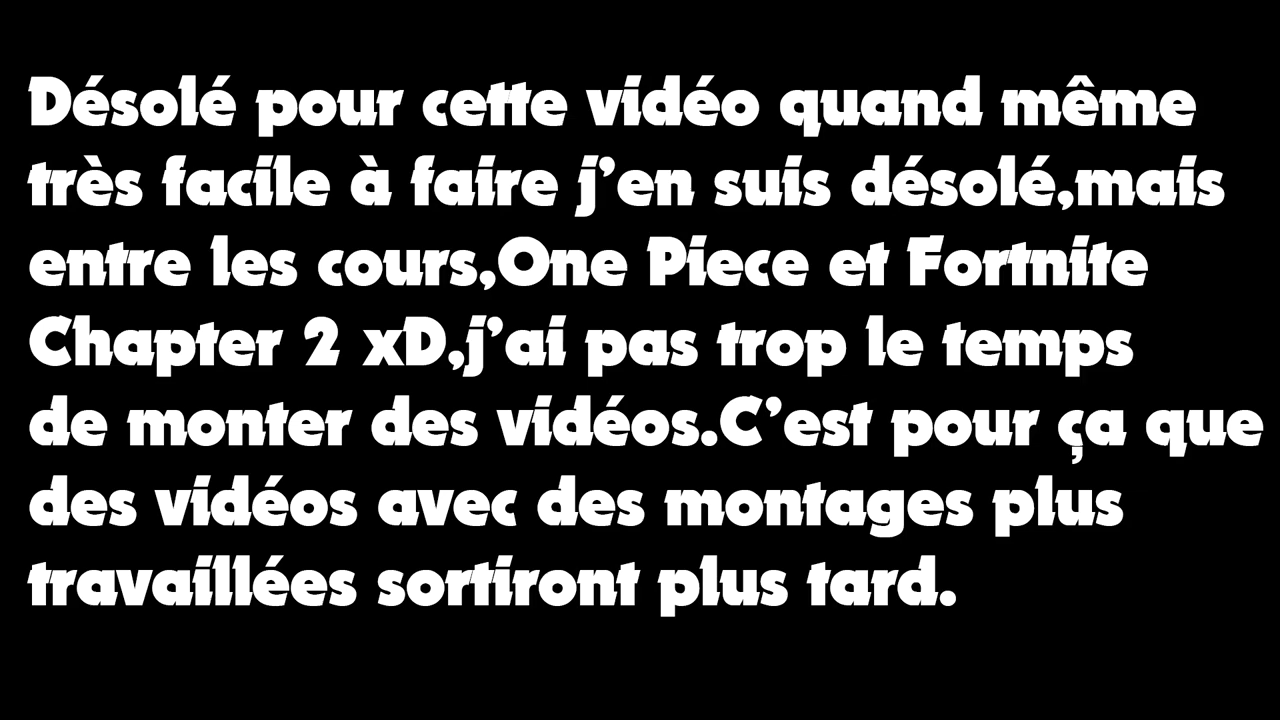 Désolé pour cette vidéo quand même
très facile à faire j'en suis désolé,mais
entre les cours,One Piece et Fortnite
Chapter 2 xD,j'ai pas trop le temps
de monter des vidéos.C'est pour ça que
des vidéos avec des montages plus
travaillées sortiront plus tard.